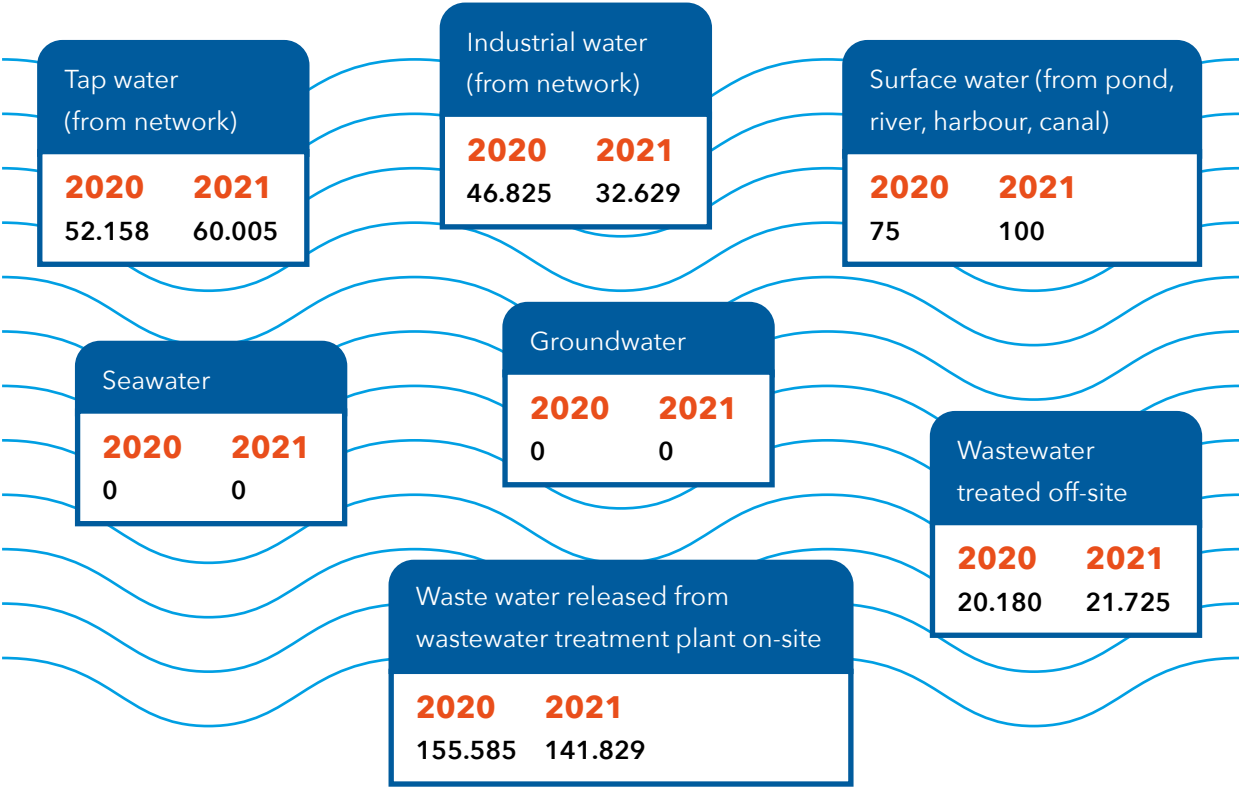 Tap water
(from network)
2020 2021
52.158 60.005
Industrial water
(from network)
2020 2021
46.825 32.629
Surface water (from pond,
river, harbour, canal)
2020 2021
75 100
Seawater
2020 2021
0 0
Groundwater
2020 2021
0 0
Wastewater
treated off-site
2020 2021
20.180 21.725
Waste water released from
wastewater treatment plant on-site
2020 2021
155.585 141.829